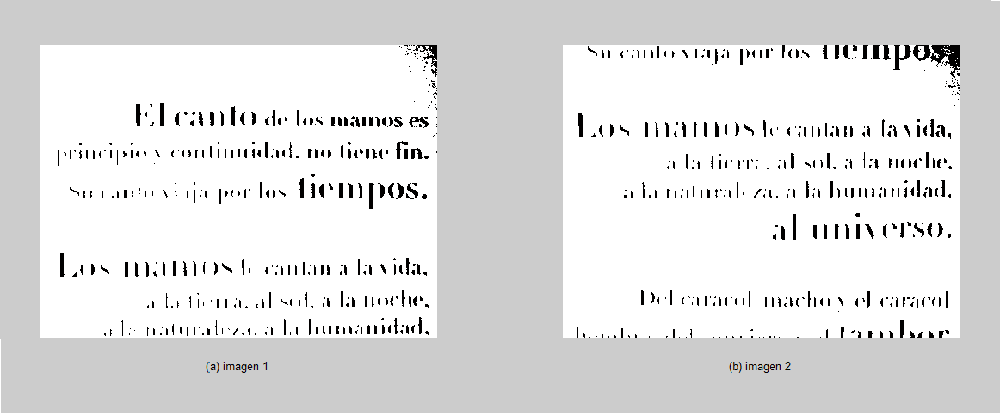 El canto de los mamos es
principio y continuidad, no tiene fin.
Su canto viaja por los tiempos.
Los mamos le cantan a la vida,
a la tierra, al sol, a la noche,
a la naturaleza, a la humanidad,
(a) imagen 1
Su canto viaja por los tiempos.
Los mamos le cantan a la vida,
a la tierra, al sol, a la noche,
a la naturaleza, a la humanidad,
al universo.
Del caracol macho y el caracol
tambor
(b) imagen 2